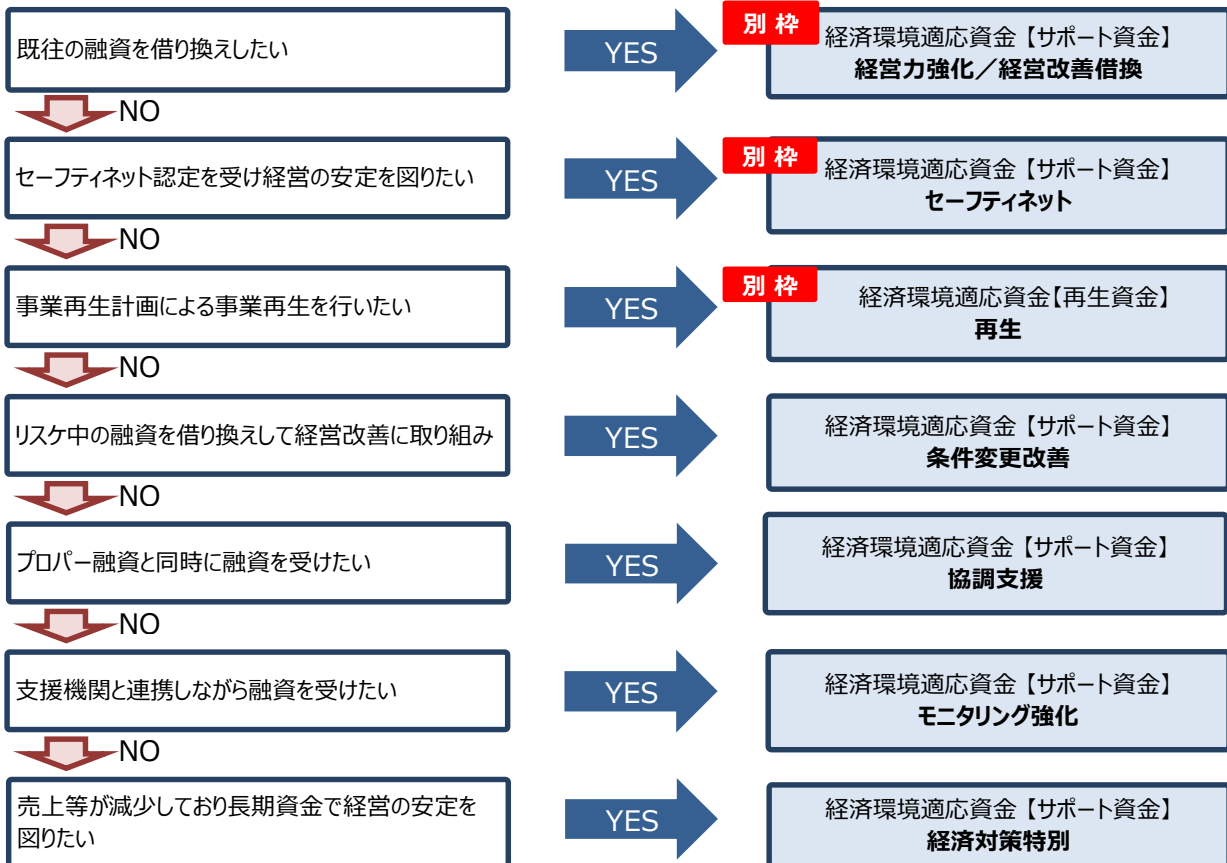 既往の融資を借り換えしたい
YES
別 枠
経済環境適応資金 【サポート資金】
経営力強化／経営改善借換
NO
セーフティネット認定を受け経営の安定を図りたい
YES
別 枠
経済環境適応資金 【サポート資金】
セーフティネット
NO
事業再生計画による事業再生を行いたい
YES
別 枠
経済環境適応資金【再生資金】
再生
NO
リスケ中の融資を借り換えして経営改善に取り組み
YES
経済環境適応資金 【サポート資金】
条件変更改善
NO
プロパー融資と同時に融資を受けたい
YES
経済環境適応資金 【サポート資金】
協調支援
NO
支援機関と連携しながら融資を受けたい
YES
経済環境適応資金 【サポート資金】
モニタリング強化
NO
売上等が減少しており長期資金で経営の安定を
図りたい
YES
経済環境適応資金 【サポート資金】
経済対策特別